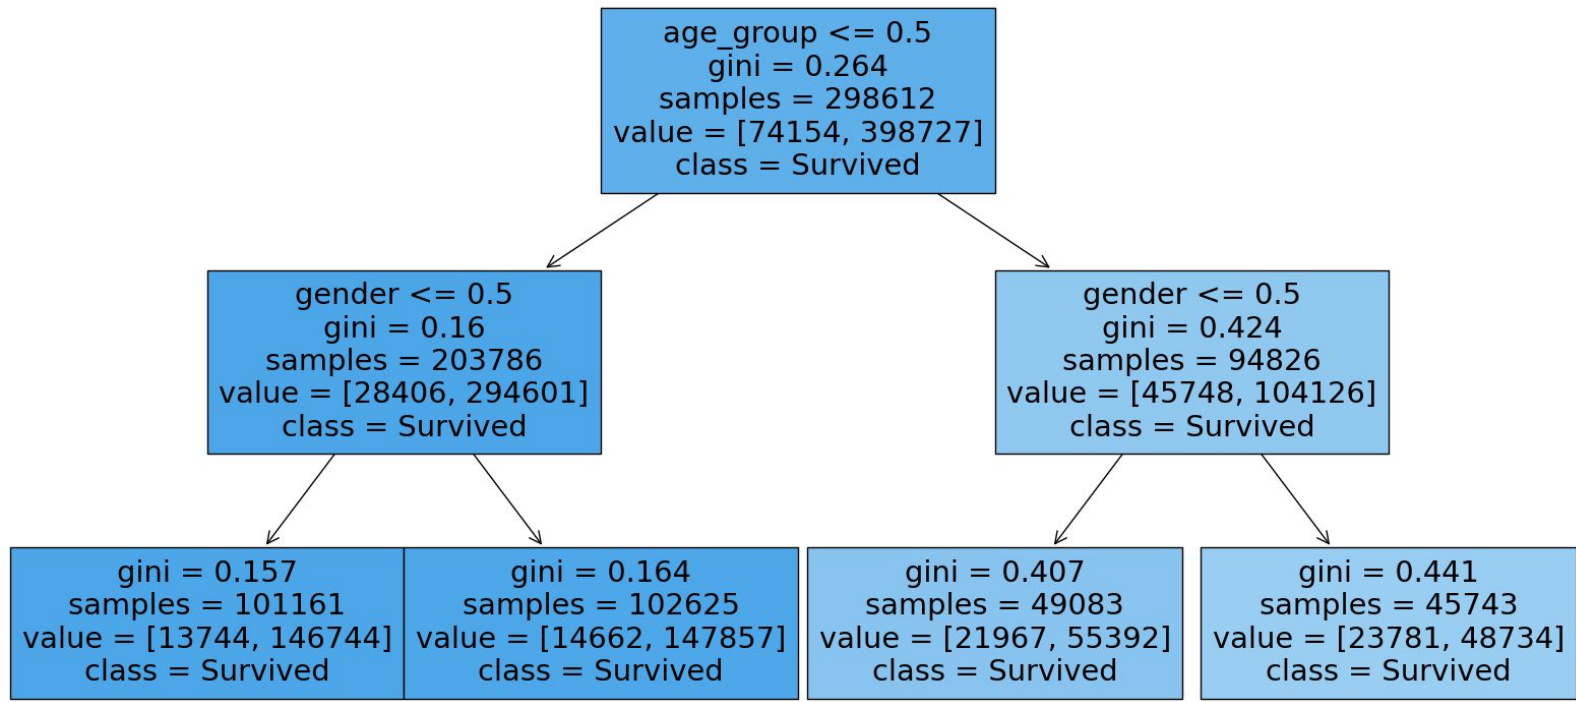 age_group <= 0.5
gini = 0.264
samples = 298612
value = [74154, 398727]
class = Survived
gender <= 0.5
gini = 0.16
samples = 203786
value = [28406, 294601]
class = Survived
gender <= 0.5
gini = 0.424
samples = 94826
value = [45748, 104126]
class = Survived
gini = 0.157
samples = 101161
value = [13744, 146744]
class = Survived
gini = 0.164
samples = 102625
value = [14662, 147857]
class = Survived
gini = 0.407
samples = 49083
value = [21967, 55392]
class = Survived
gini = 0.441
samples = 45743
value = [23781, 48734]
class = Survived